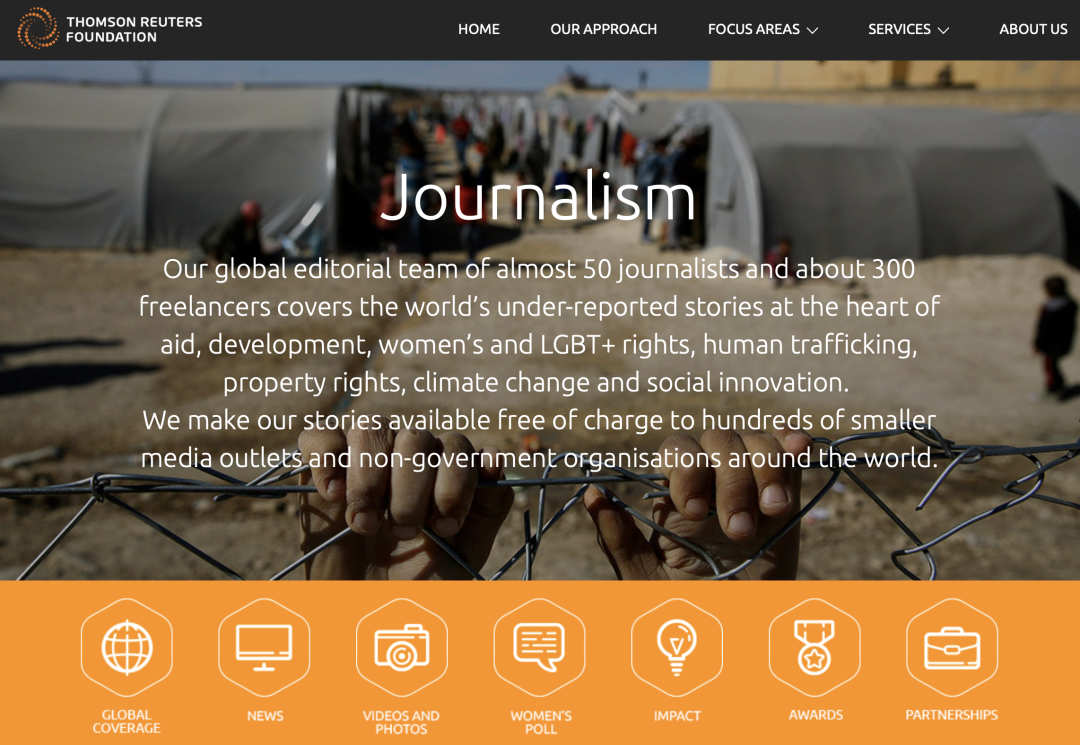 THOMSON REUTERS
FOUNDATION
HOME
OUR APPROACH
FOCUS AREAS
SERVICES
ABOUT US
Journalism
Our global editorial team of almost 50 journalists and about 300
freelancers covers the world's under-reported stories at the heart of
aid, development, women's and LGBT+ rights, human trafficking,
property rights, climate change and social innovation.
We make our stories available free of charge to hundreds of smaller
media outlets and non-government organisations around the world.
GLOBAL
COVERAGE
NEWS
VIDEOS AND
PHOTOS
WOMEN'S
POLL
IMPACT
AWARDS
PARTNERSHIPS